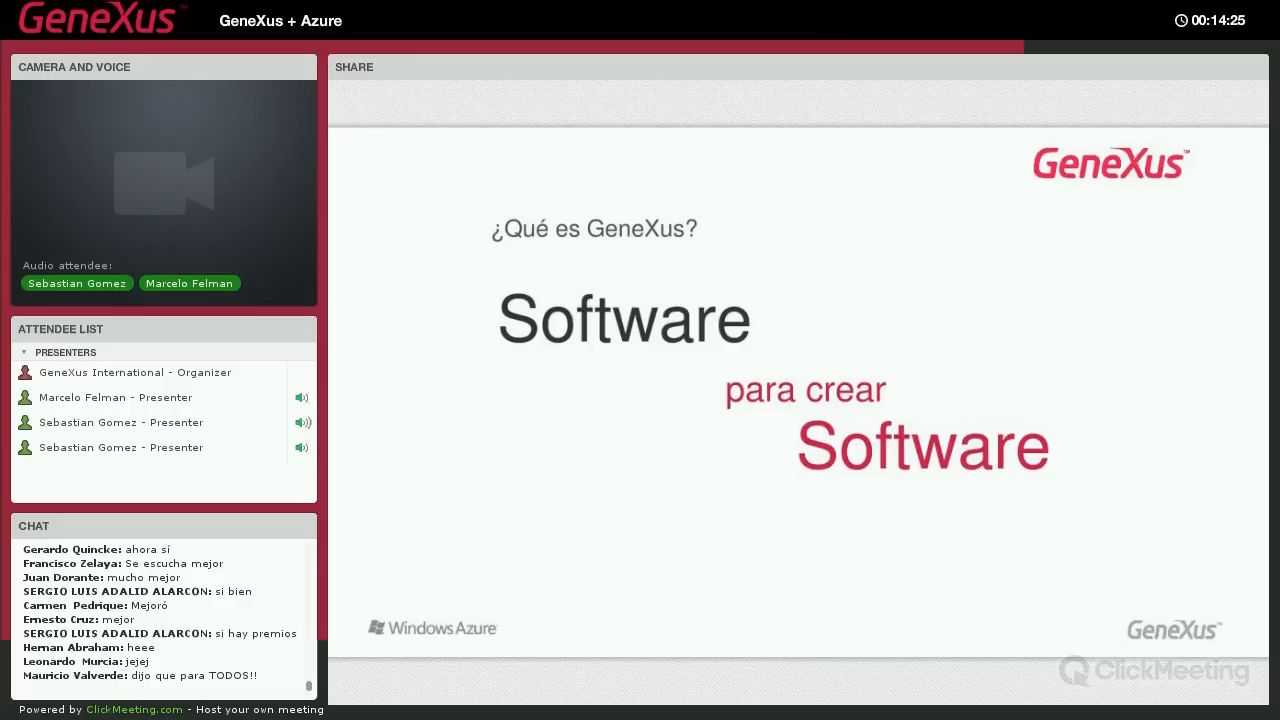 GeneXus™
GeneXus + Azure
00:14:25
CAMERA AND VOICE
Audio attendee:
Sebastian Gomez
Marcelo Felman
ATTENDEE LIST
PRESENTERS
GeneXus International - Organizer
Marcelo Felman - Presenter
Sebastian Gomez - Presenter
Sebastian Gomez - Presenter
CHAT
Gerardo Quincke: ahora sí
Francisco Zelaya: Se escucha mejor
Juan Dorante: mucho mejor
SERGIO LUIS ADALID ALARCON: si bien
Carmen Pedrique: Mejoró
Ernesto Cruz: mejor
SERGIO LUIS ADALID ALARCON: si hay premios
Hernan Abraham: heee
Leonardo Murcia: jejej
Mauricio Valverde: dijo que para TODOS!!
Powered by ClickMeeting.com - Host your own meeting
SHARE
GeneXus™
¿Qué es GeneXus?
Software
para crear
Software
Windows Azure
GeneXus™
ClickMeeting